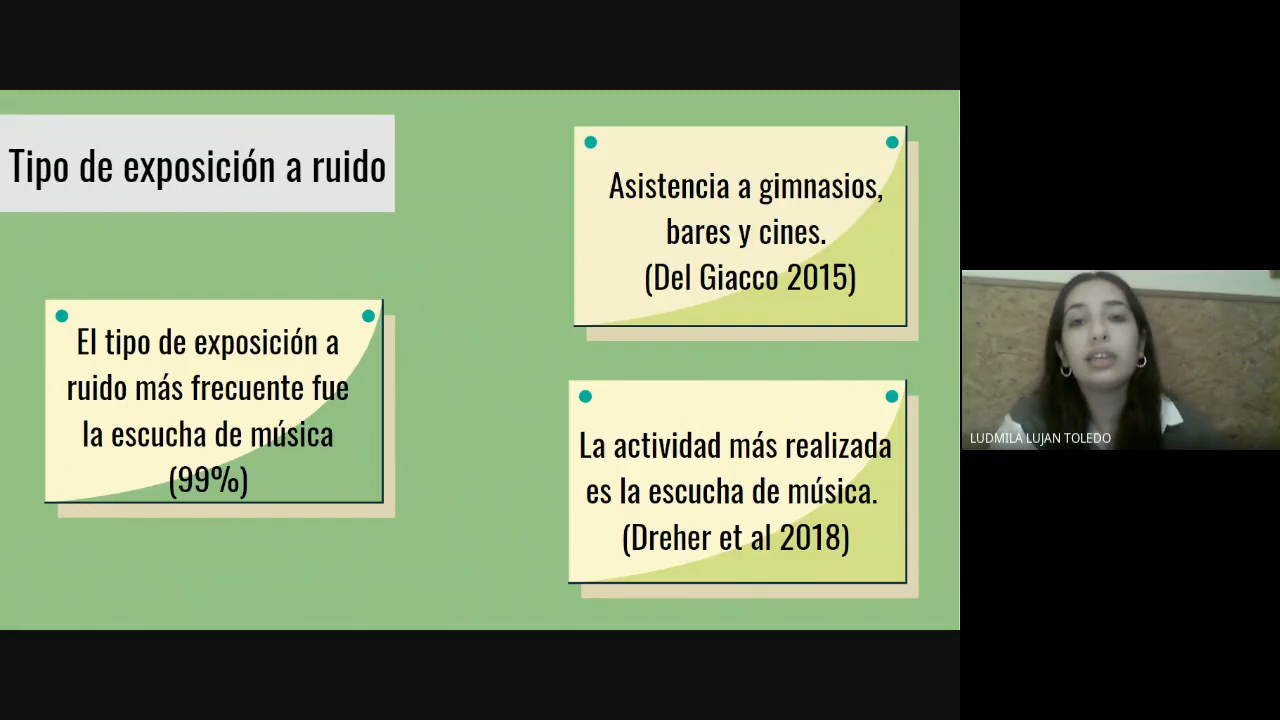 Tipo de exposición a ruido
El tipo de exposición a
ruido más frecuente fue
la escucha de música
(99%)
Asistencia a gimnasios,
bares y cines.
(Del Giacco 2015)
La actividad más realizada
es la escucha de música.
(Dreher et al 2018)
LUDMILA LUJAN TOLEDO